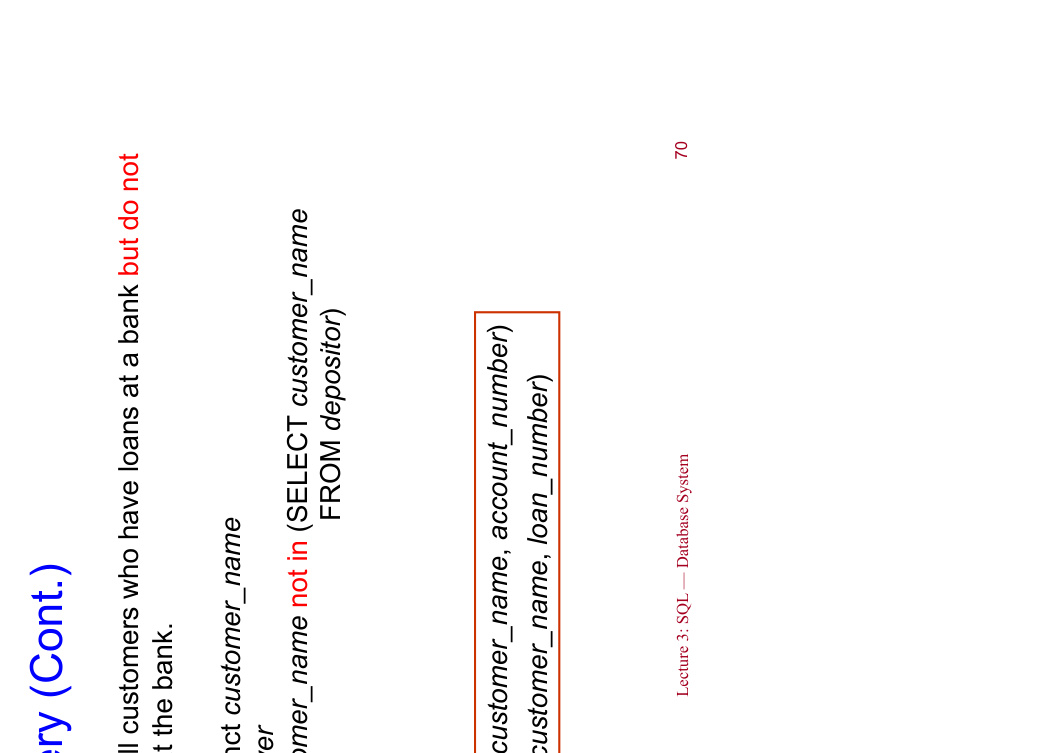 ery (Cont.)
ll customers who have loans at a bank but do not
t the bank.
nct customer_name
ver
omer_name not in (SELECT customer_name
FROM depositor)
customer_name, account_number)
customer_name, loan_number)
Lecture 3: SQL — Database System 70